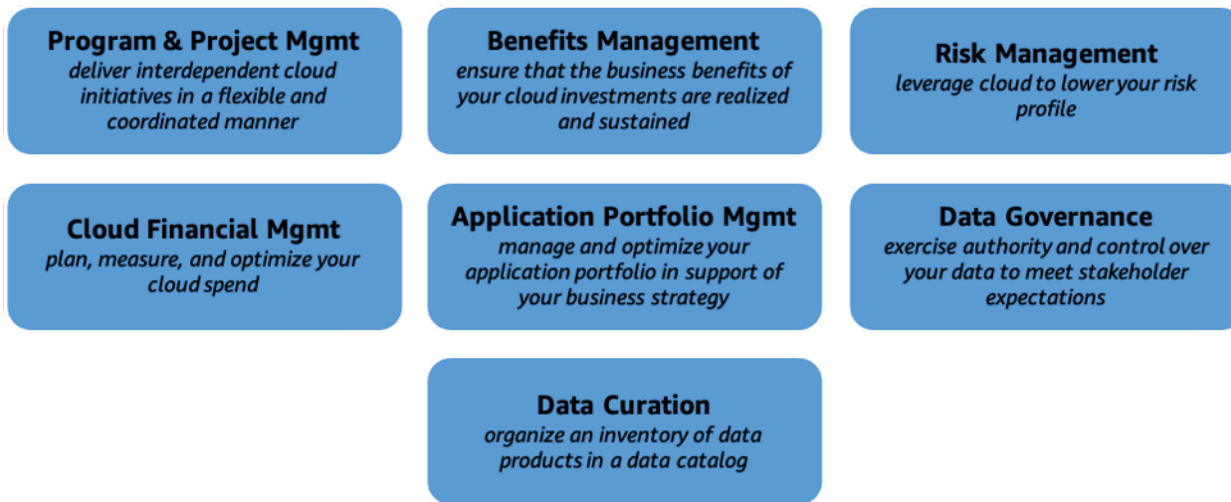 Program & Project Mgmt
deliver interdependent cloud
initiatives in a flexible and
coordinated manner
Benefits Management
ensure that the business benefits of
your cloud investments are realized
and sustained
Risk Management
leverage cloud to lower your risk
profile
Cloud Financial Mgmt
plan, measure, and optimize your
cloud spend
Application Portfolio Mgmt
manage and optimize your
application portfolio in support of
your business strategy
Data Governance
exercise authority and control over
your data to meet stakeholder
expectations
Data Curation
organize an inventory of data
products in a data catalog